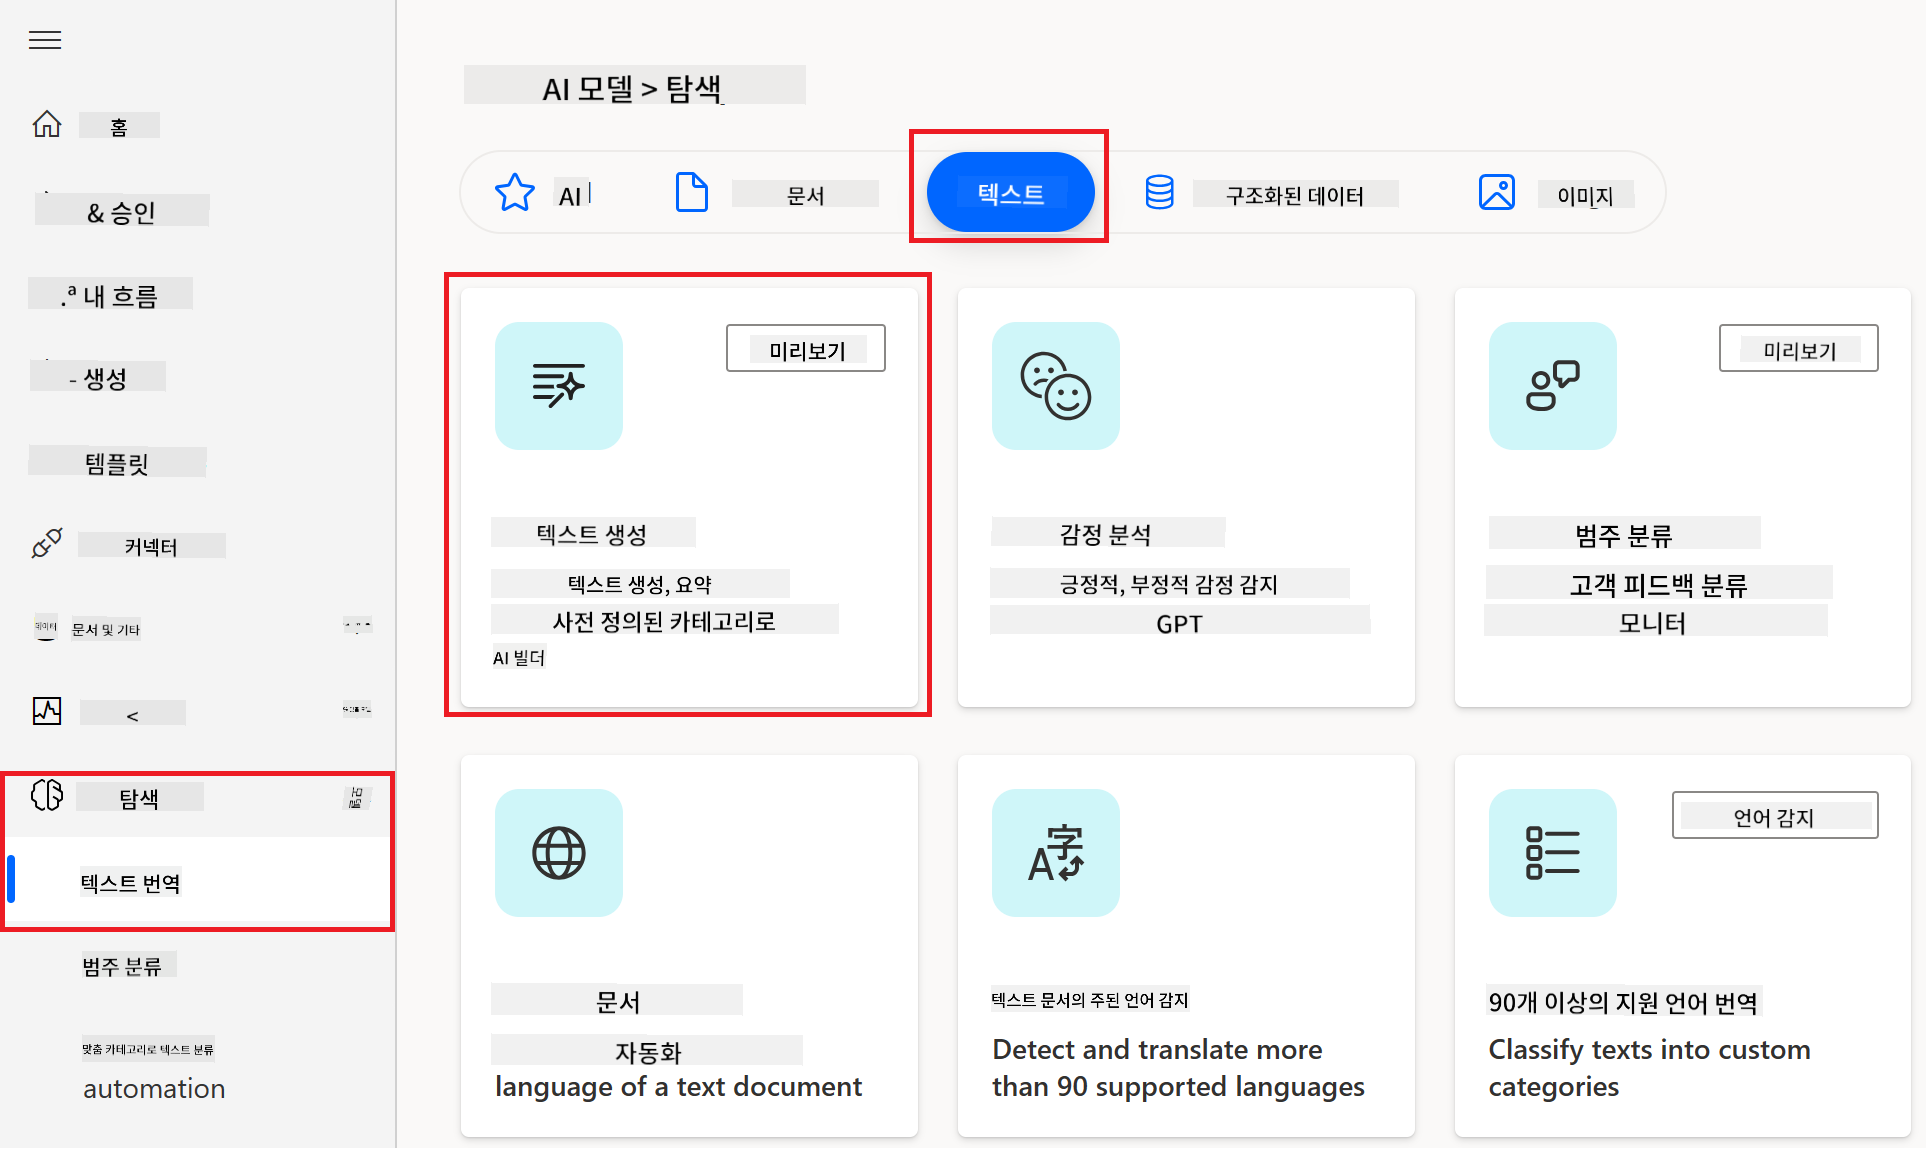 홈
& 승인
.ª 내 흐름
- 생성
템플릿
커넥터
데이터
문서 및 기타
<
탐색
모델
텍스트 번역
범주 분류
맞춤 카테고리로 텍스트 분류
automation
AI 모델 > 탐색
AI
문서
텍스트
구조화된 데이터
이미지
미리보기
텍스트 생성
텍스트 생성, 요약
사전 정의된 카테고리로
AI 빌더
감정 분석
긍정적, 부정적 감정 감지
GPT
미리보기
범주 분류
고객 피드백 분류
모니터
문서
자동화
language of a text document
텍스트 문서의 주된 언어 감지
Detect and translate more
than 90 supported languages
언어 감지
90개 이상의 지원 언어 번역
Classify texts into custom
categories